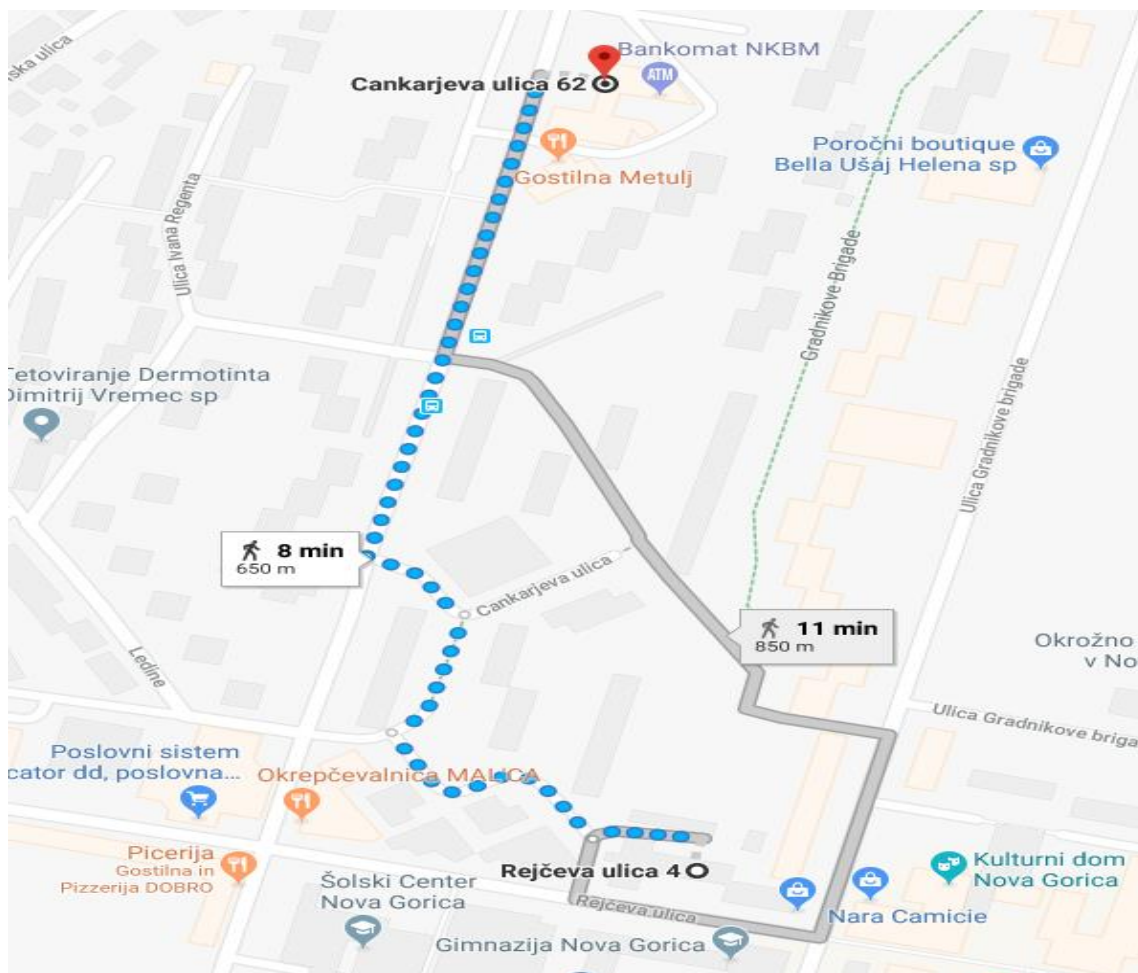 ska ulica
Bankomat NKBM
ATM
Cankarjeva ulica 62
Gostilna Metulj
Poročni boutique
Bella Ušaj Helena sp
Ulica Ivana Regenta
Gradnikove Brigade
Ulica Gradnikove brigade
Tetoviranje Dermotinta
Dimitrij Vremec sp
8 min
650 m
Cankarjeva ulica
11 min
850 m
Okrožno
v No
Ledine
Ulica Gradnikove briga
Poslovni sistem
cator dd, poslovna...
Okrepčevalnica MALICA
Picerija
Gostilna in
Pizzerija DOBRO
Rejčeva ulica 4
Kulturni dom
Nova Gorica
Šolski Center
Nova Gorica
Rejčeva ulica
Nara Camicie
Gimnazija Nova Gorica